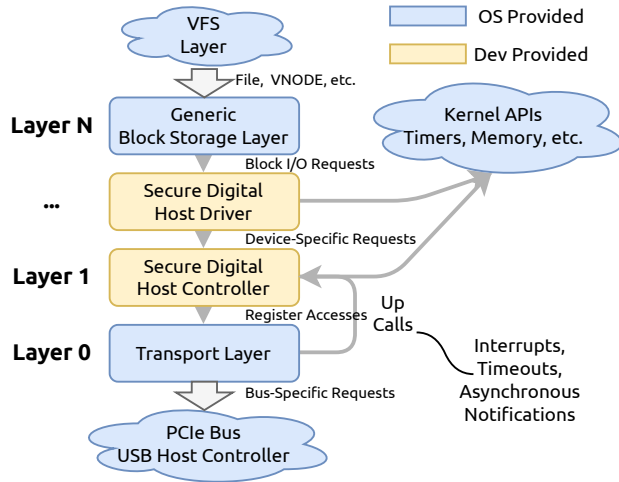 VFS
Layer
OS Provided
Dev Provided
File, VNODE, etc.
Layer N
Generic
Block Storage Layer
Kernel APIs
Timers, Memory, etc.
Block I/O Requests
...
Secure Digital
Host Driver
Device-Specific Requests
Layer 1
Secure Digital
Host Controller
Register Accesses
Up
Calls
Layer 0
Transport Layer
Interrupts,
Timeouts,
Asynchronous
Notifications
Bus-Specific Requests
PCIe Bus
USB Host Controller